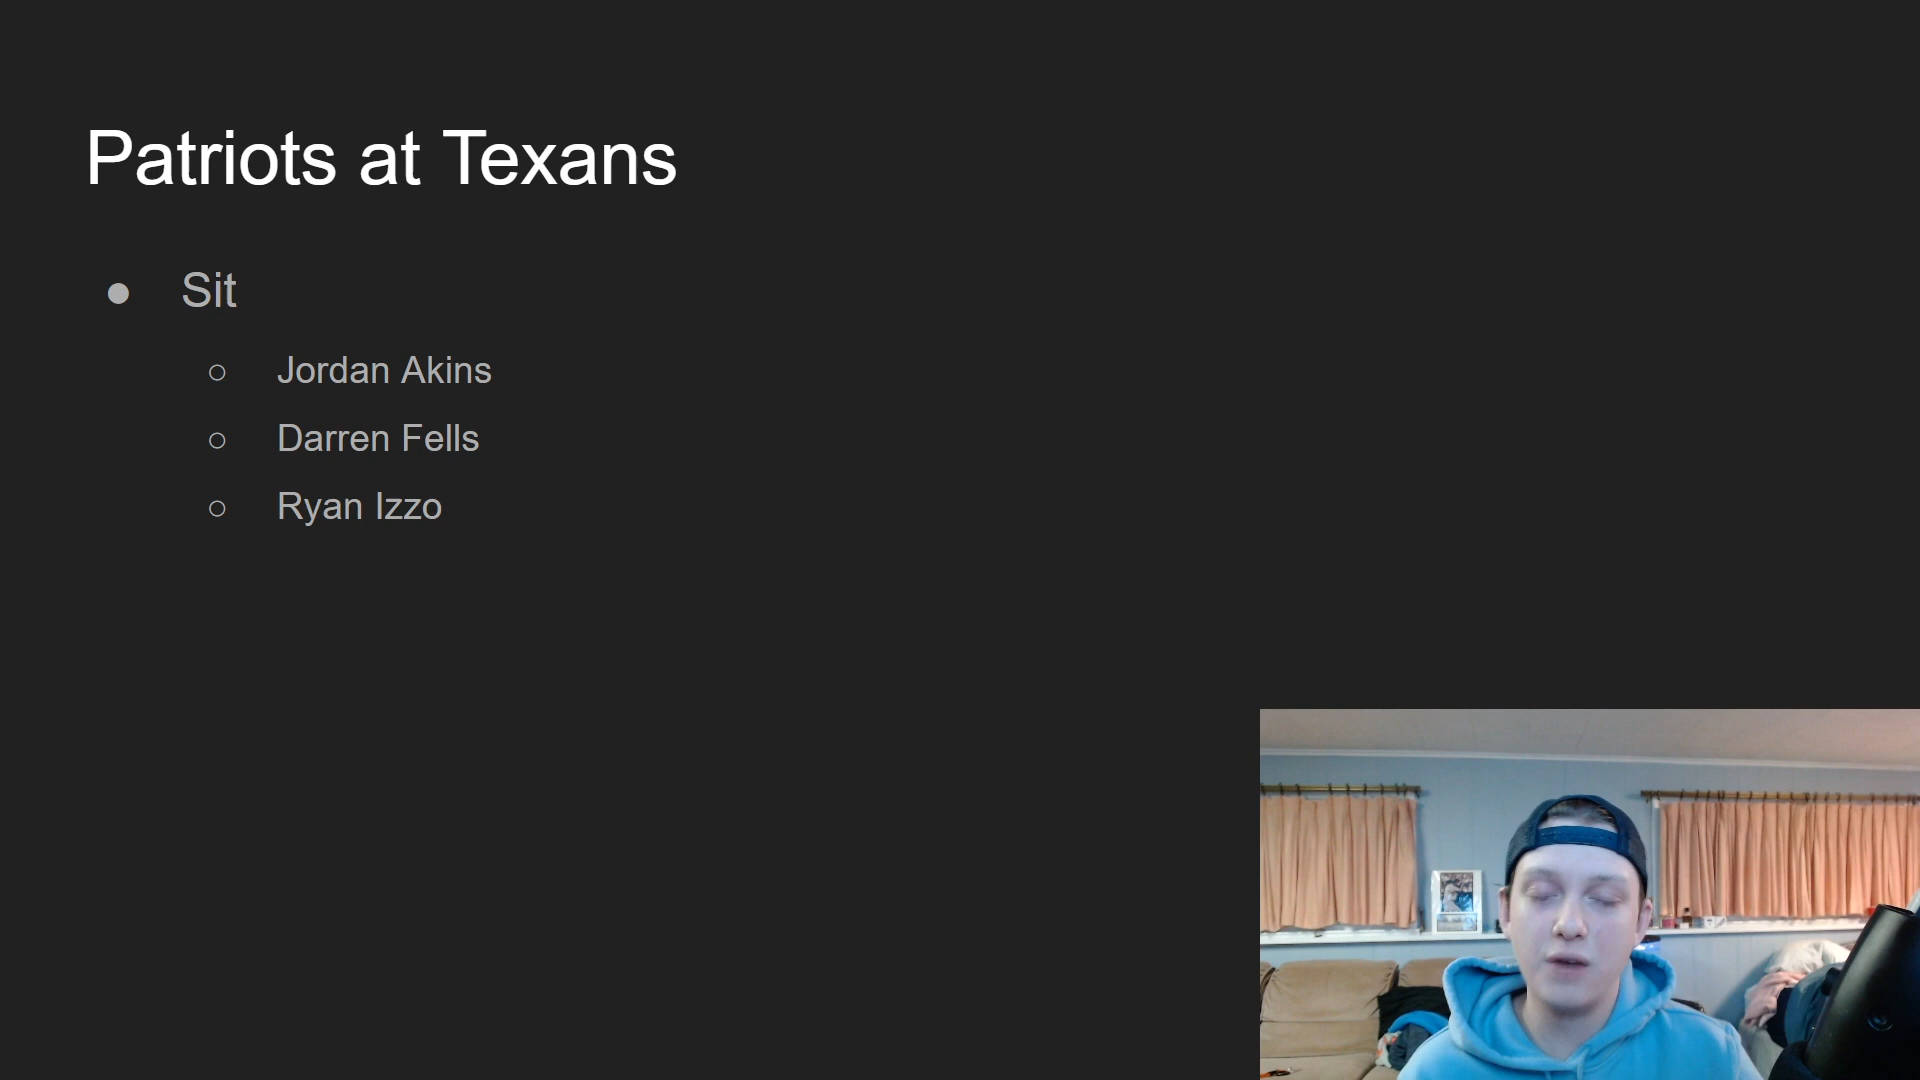 Patriots at Texans
Sit
Jordan Akins
Darren Fells
Ryan Izzo